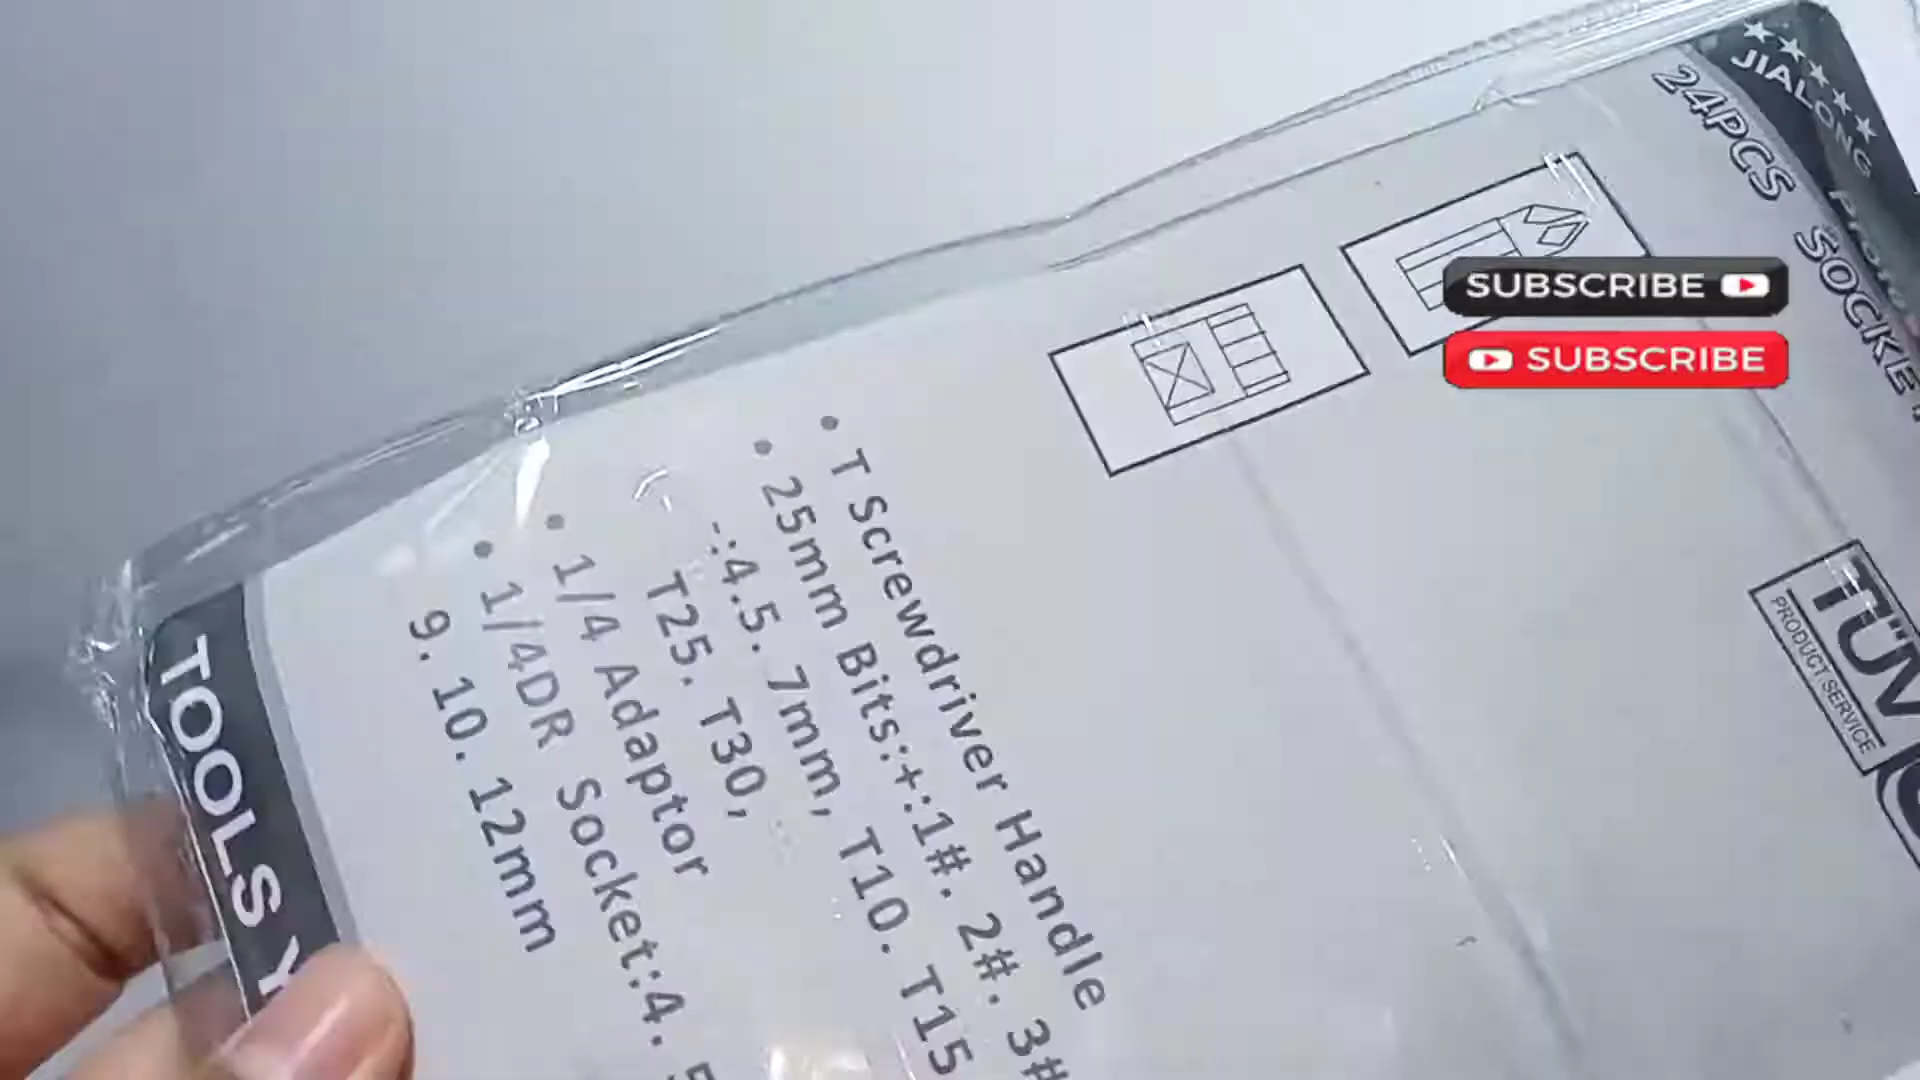 JIALONG
24PCS SOCKE
SUBSCRIBE
SUBSCRIBE
TÜV
PRODUCT SERVICE
• T Screwdriver Handle
• 25mm Bits:+:1#. 2#. 3#
-:4.5. 7mm, T10. T15
T25. T30,
• 1/4 Adaptor
• 1/4DR Socket:4. 5
9. 10. 12mm
TOOLS Y